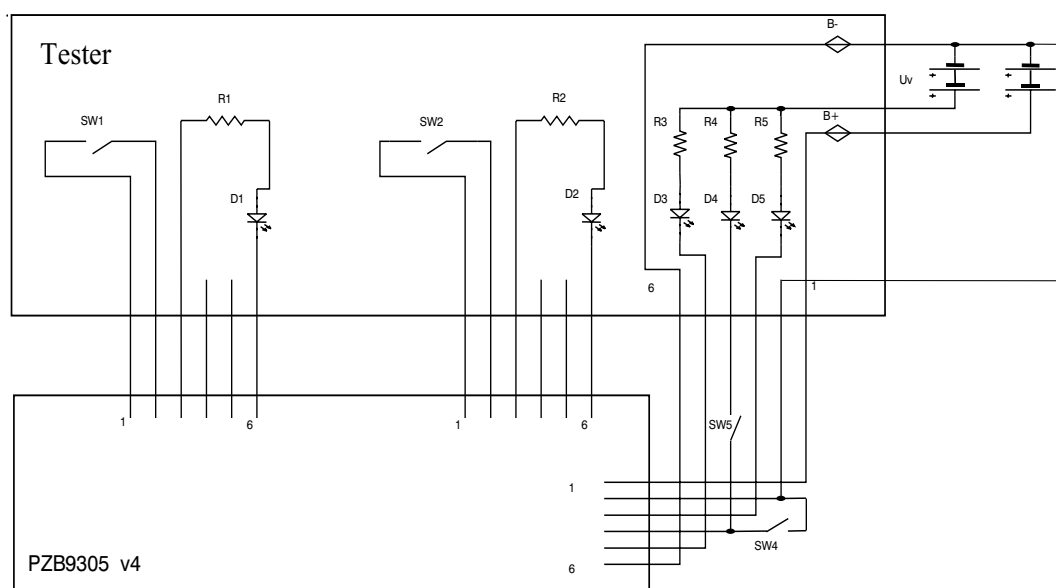 B-
Tester
Uv
R1
R2
B+
SW1
SW2
R3
R4
R5
D1
D2
D3
D4
D5
6
1
1
6
1
6
SW5
1
SW4
PZB9305 v4
6